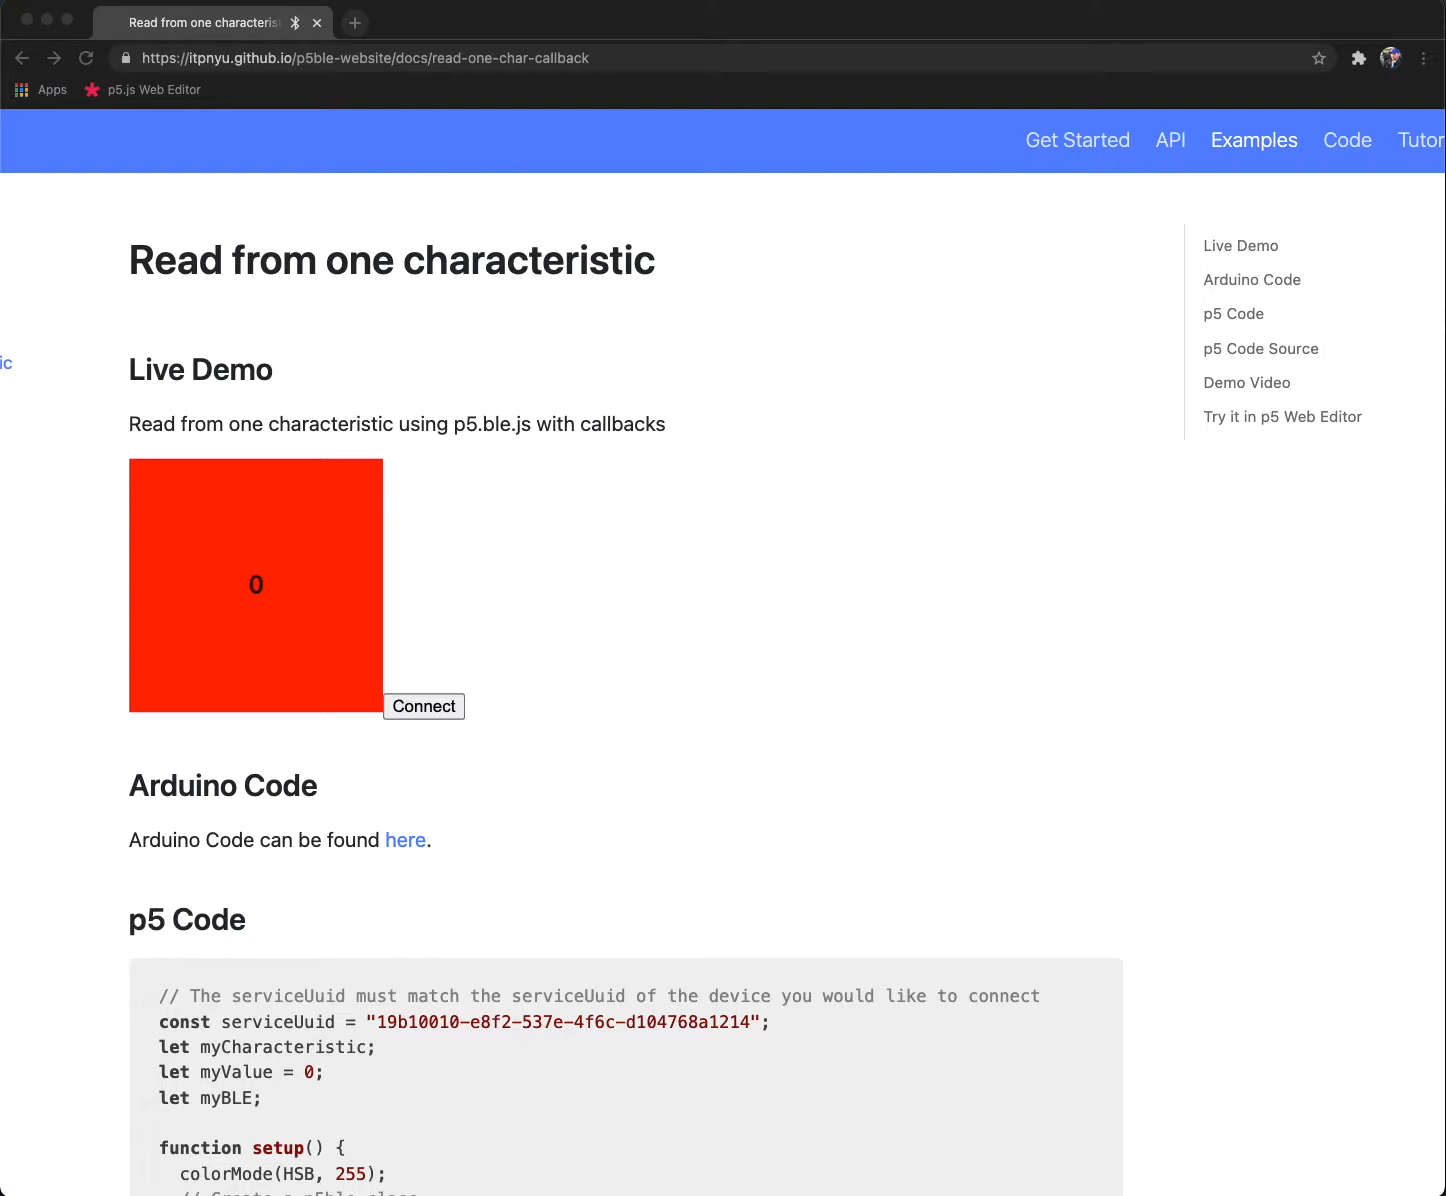 Read from one characteris
https://itpnyu.github.io/p5ble-website/docs/read-one-char-callback
Apps
p5.js Web Editor
Get Started
API
Examples
Code
Tutor
Read from one characteristic
Live Demo
Arduino Code
p5 Code
p5 Code Source
Demo Video
Try it in p5 Web Editor
ic
Live Demo
Read from one characteristic using p5.ble.js with callbacks
0
Connect
Arduino Code
Arduino Code can be found here.
p5 Code
// The serviceUuid must match the serviceUuid of the device you would like to connect
const serviceUuid = "19b10010-e8f2-537e-4f6c-d104768a1214";
let myCharacteristic;
let myValue = 0;
let myBLE;
function setup() {
colorMode(HSB, 255);